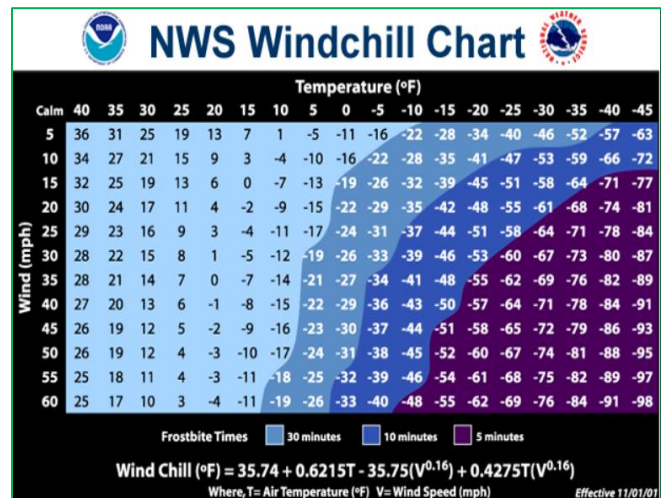 NOAA
NWS Windchill Chart
Temperature (ºF)
Calm 40 35 30 25 20 15 10 5 0 -5 -10 -15 -20 -25 -30 -35 -40 -45
5 36 31 25 19 13 7 1 -5 -11 -16 -22 -28 -34 -40 -46 -52 -57 -63
10 34 27 21 15 9 3 -4 -10 -16 -22 -28 -35 -41 -47 -53 -59 -66 -72
15 32 25 19 13 6 0 -7 -13 -19 -26 -32 -39 -45 -51 -58 -64 -71 -77
20 30 24 17 11 4 -2 -9 -15 -22 -29 -35 -42 -48 -55 -61 -68 -74 -81
25 29 23 16 9 3 -4 -11 -17 -24 -31 -37 -44 -51 -58 -64 -71 -78 -84
30 28 22 15 8 1 -5 -12 -19 -26 -33 -39 -46 -53 -60 -67 -73 -80 -87
35 28 21 14 7 0 -7 -14 -21 -27 -34 -41 -48 -55 -62 -69 -76 -82 -89
40 27 20 13 6 -1 -8 -15 -22 -29 -36 -43 -50 -57 -64 -71 -78 -84 -91
45 26 19 12 5 -2 -9 -16 -23 -30 -37 -44 -51 -58 -65 -72 -79 -86 -93
50 26 19 12 4 -3 -10 -17 -24 -31 -38 -45 -52 -60 -67 -74 -81 -88 -95
55 25 18 11 4 -3 -11 -18 -25 -32 -39 -46 -54 -61 -68 -75 -82 -89 -97
60 25 17 10 3 -4 -11 -19 -26 -33 -40 -48 -55 -62 -69 -76 -84 -91 -98
Wind (mph)
Frostbite Times 30 minutes 10 minutes 5 minutes
Wind Chill (ºF) = 35.74 + 0.6215T - 35.75(V^0.16) + 0.4275T(V^0.16)
Where, T= Air Temperature (ºF) V= Wind Speed (mph)
Effective 11/01/01